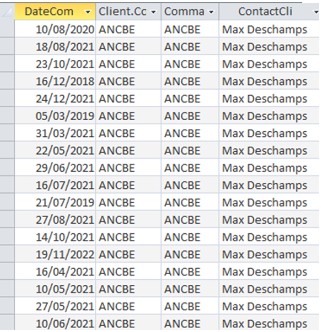 DateCom Client.Cc Comma ContactCli
10/08/2020 ANCBE ANCBE Max Deschamps
18/08/2021 ANCBE ANCBE Max Deschamps
23/10/2021 ANCBE ANCBE Max Deschamps
16/12/2018 ANCBE ANCBE Max Deschamps
24/12/2021 ANCBE ANCBE Max Deschamps
05/03/2019 ANCBE ANCBE Max Deschamps
31/03/2021 ANCBE ANCBE Max Deschamps
22/05/2021 ANCBE ANCBE Max Deschamps
29/06/2021 ANCBE ANCBE Max Deschamps
16/07/2021 ANCBE ANCBE Max Deschamps
21/07/2019 ANCBE ANCBE Max Deschamps
27/08/2021 ANCBE ANCBE Max Deschamps
14/10/2021 ANCBE ANCBE Max Deschamps
19/11/2022 ANCBE ANCBE Max Deschamps
16/04/2021 ANCBE ANCBE Max Deschamps
10/05/2021 ANCBE ANCBE Max Deschamps
27/05/2021 ANCBE ANCBE Max Deschamps
10/06/2021 ANCBE ANCBE Max Deschamps